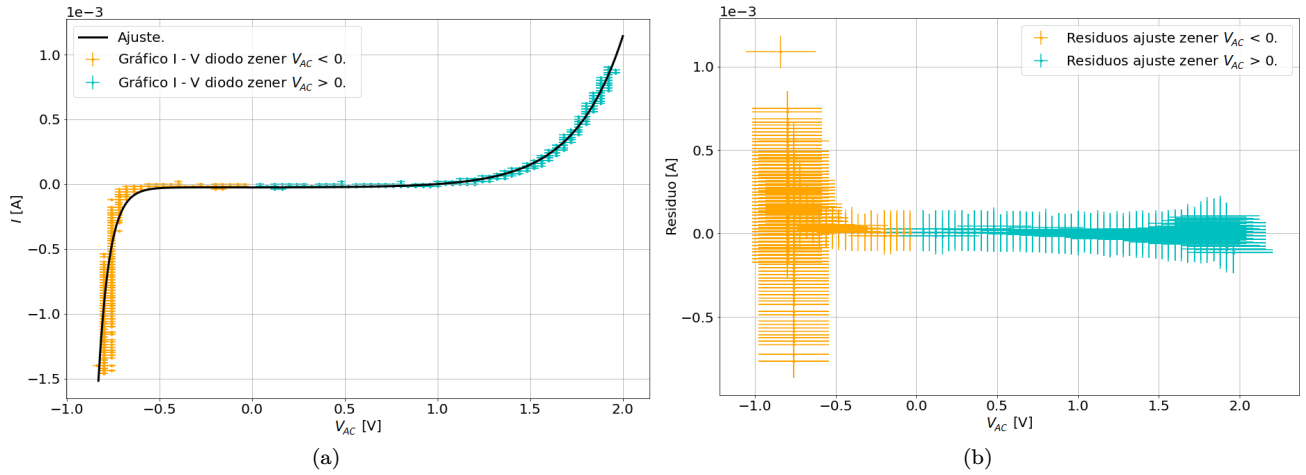 1e−3
Ajuste.
Gráfico I - V diodo zener V_AC < 0.
Gráfico I - V diodo zener V_AC > 0.
1.0
0.5
0.0
−0.5
−1.0
−1.5
I [A]
−1.0 −0.5 0.0 0.5 1.0 1.5 2.0
V_AC [V]
(a)
1e−3
Residuos ajuste zener V_AC < 0.
Residuos ajuste zener V_AC > 0.
1.0
0.5
0.0
−0.5
Residuo [A]
−1.0 −0.5 0.0 0.5 1.0 1.5 2.0
V_AC [V]
(b)